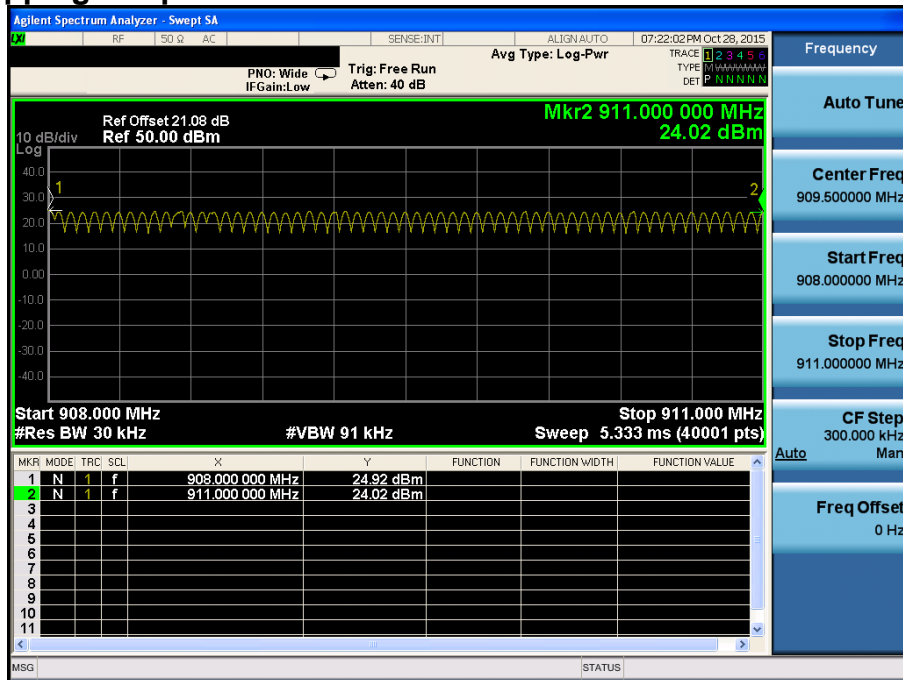 Agilent Spectrum Analyzer - Swept SA
LXI RF 50 Ω AC SENSE:INT ALIGNAUTO 07:22:02 PM Oct 28, 2015
Avg Type: Log-Pwr TRACE 1 2 3 4 5 6
PNO: Wide Trig: Free Run TYPE MWWWWW
IFGain:Low Atten: 40 dB DET P N N N N N
Mkr2 911.000 000 MHz
Ref Offset 21.08 dB
10 dB/div Ref 50.00 dBm 24.02 dBm
Log
40.0
1
2
30.0
20.0
10.0
0.00
-10.0
-20.0
-30.0
-40.0
Start 908.000 MHz Stop 911.000 MHz
#Res BW 30 kHz #VBW 91 kHz Sweep 5.333 ms (40001 pts)
MKR MODE TRC SCL X Y FUNCTION FUNCTION WIDTH FUNCTION VALUE
1 N 1 f 908.000 000 MHz 24.92 dBm
2 N 1 f 911.000 000 MHz 24.02 dBm
3
4
5
6
7
8
9
10
11
MSG STATUS
Frequency
Auto Tune
Center Freq
909.500000 MHz
Start Freq
908.000000 MHz
Stop Freq
911.000000 MHz
CF Step
300.000 kHz
Auto Man
Freq Offset
0 Hz